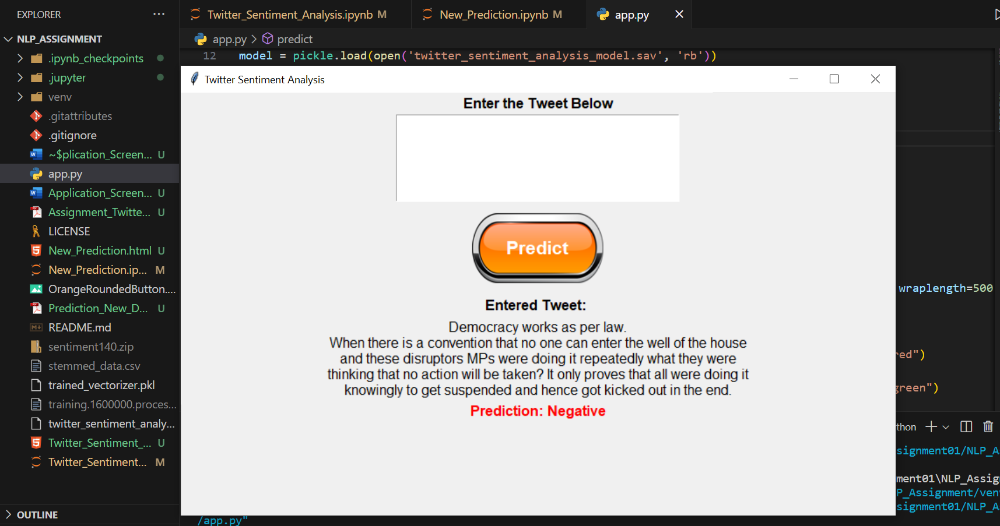 EXPLORER
NLP_ASSIGNMENT
.ipynb_checkpoints
.jupyter
venv
.gitattributes
.gitignore
~$plication_Screen... U
app.py
Application_Screen... U
Assignment_Twitte... U
LICENSE
New_Prediction.html U
New_Prediction.ip... M
OrangeRoundedButton....
Prediction_New_D... U
README.md
sentiment140.zip
stemmed_data.csv
trained_vectorizer.pkl
training.1600000.proces...
twitter_sentiment_analy...
Twitter_Sentiment_... U
Twitter_Sentiment... M
OUTLINE
Twitter_Sentiment_Analysis.ipynb M
New_Prediction.ipynb M
app.py
app.py > predict
12 model = pickle.load(open('twitter_sentiment_analysis_model.sav', 'rb'))
Twitter Sentiment Analysis
Enter the Tweet Below
Predict
Entered Tweet:
Democracy works as per law.
When there is a convention that no one can enter the well of the house
and these disruptors MPs were doing it repeatedly what they were
thinking that no action will be taken? It only proves that all were doing it
knowingly to get suspended and hence got kicked out in the end.
Prediction: Negative
wraplength=500
red")
green")
thon
signment01/NLP_A
ment01\NLP_Assig
P_Assignment/ven
signment01/NLP_A
/app.py"